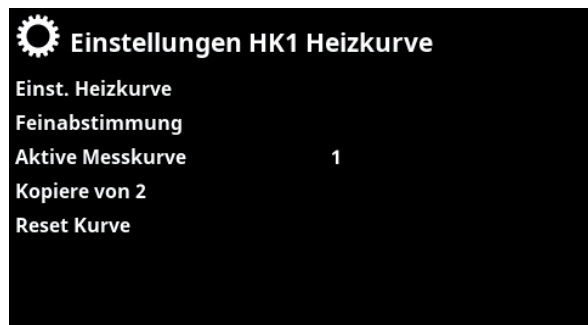 Einstellungen HK1 Heizkurve
Einst. Heizkurve
Feinabstimmung
Aktive Messkurve 1
Kopiere von 2
Reset Kurve